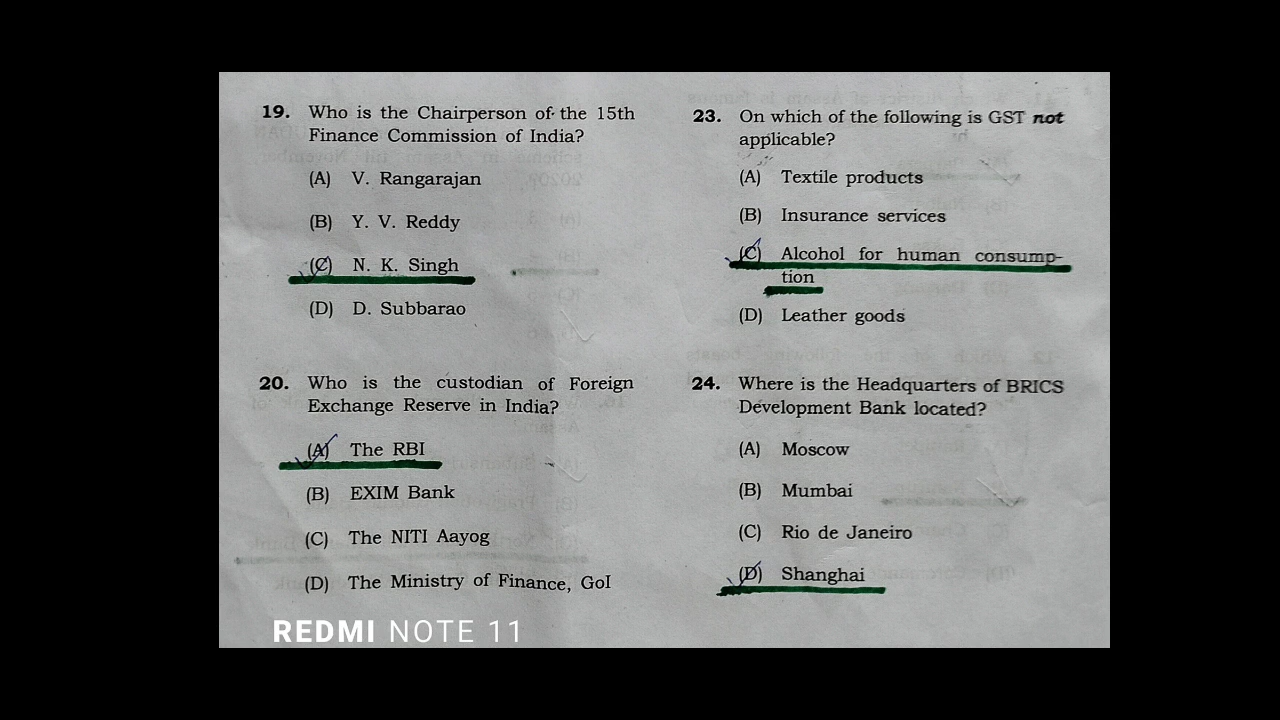 19. Who is the Chairperson of the 15th
Finance Commission of India?
(A) V. Rangarajan
(B) Y. V. Reddy
(C) N. K. Singh
(D) D. Subbarao
20. Who is the custodian of Foreign
Exchange Reserve in India?
(A) The RBI
(B) EXIM Bank
(C) The NITI Aayog
(D) The Ministry of Finance, GoI
23. On which of the following is GST not
applicable?
(A) Textile products
(B) Insurance services
(C) Alcohol for human consump-
tion
(D) Leather goods
24. Where is the Headquarters of BRICS
Development Bank located?
(A) Moscow
(B) Mumbai
(C) Rio de Janeiro
(D) Shanghai
REDMI NOTE 11